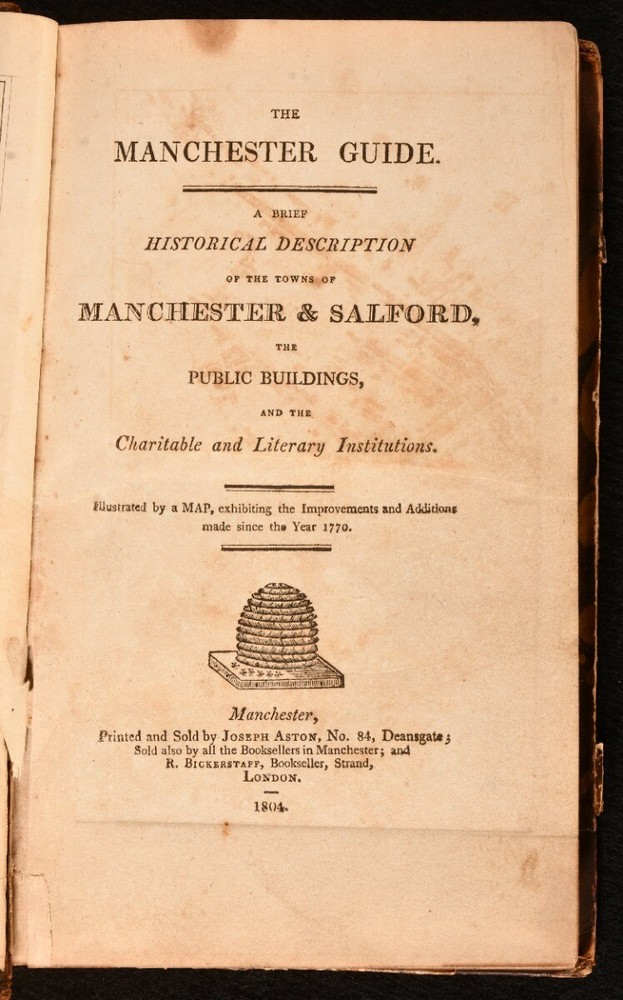 THE
MANCHESTER GUIDE.
A BRIEF
HISTORICAL DESCRIPTION
OF THE TOWNS OF
MANCHESTER & SALFORD,
THE
PUBLIC BUILDINGS,
AND THE
Charitable and Literary Institutions.
Illustrated by a MAP, exhibiting the Improvements and Additions
made since the Year 1770.
Manchester,
Printed and Sold by JOSEPH ASTON, No. 84, Deansgate;
Sold also by all the Booksellers in Manchester; and
R. BICKERSTAFF, Bookseller, Strand,
LONDON.
1804.